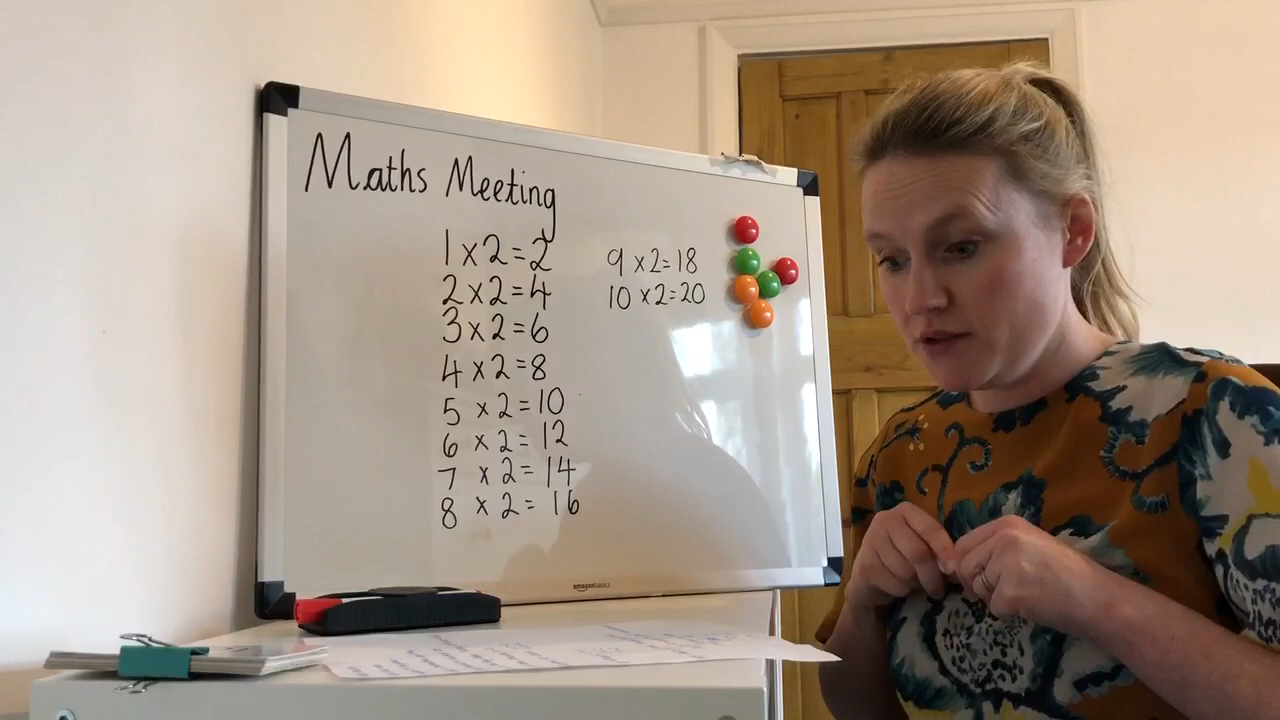 Maths Meeting
1 x 2 = 2
2 x 2 = 4
3 x 2 = 6
4 x 2 = 8
5 x 2 = 10
6 x 2 = 12
7 x 2 = 14
8 x 2 = 16
9 x 2 = 18
10 x 2 = 20
amazonbasics